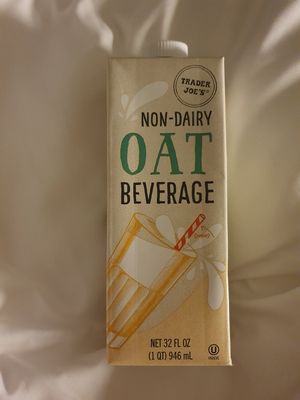 TRADER
JOE'S
NON-DAIRY
OAT
BEVERAGE
NET 32 FL OZ
(1 QT) 946 mL
U